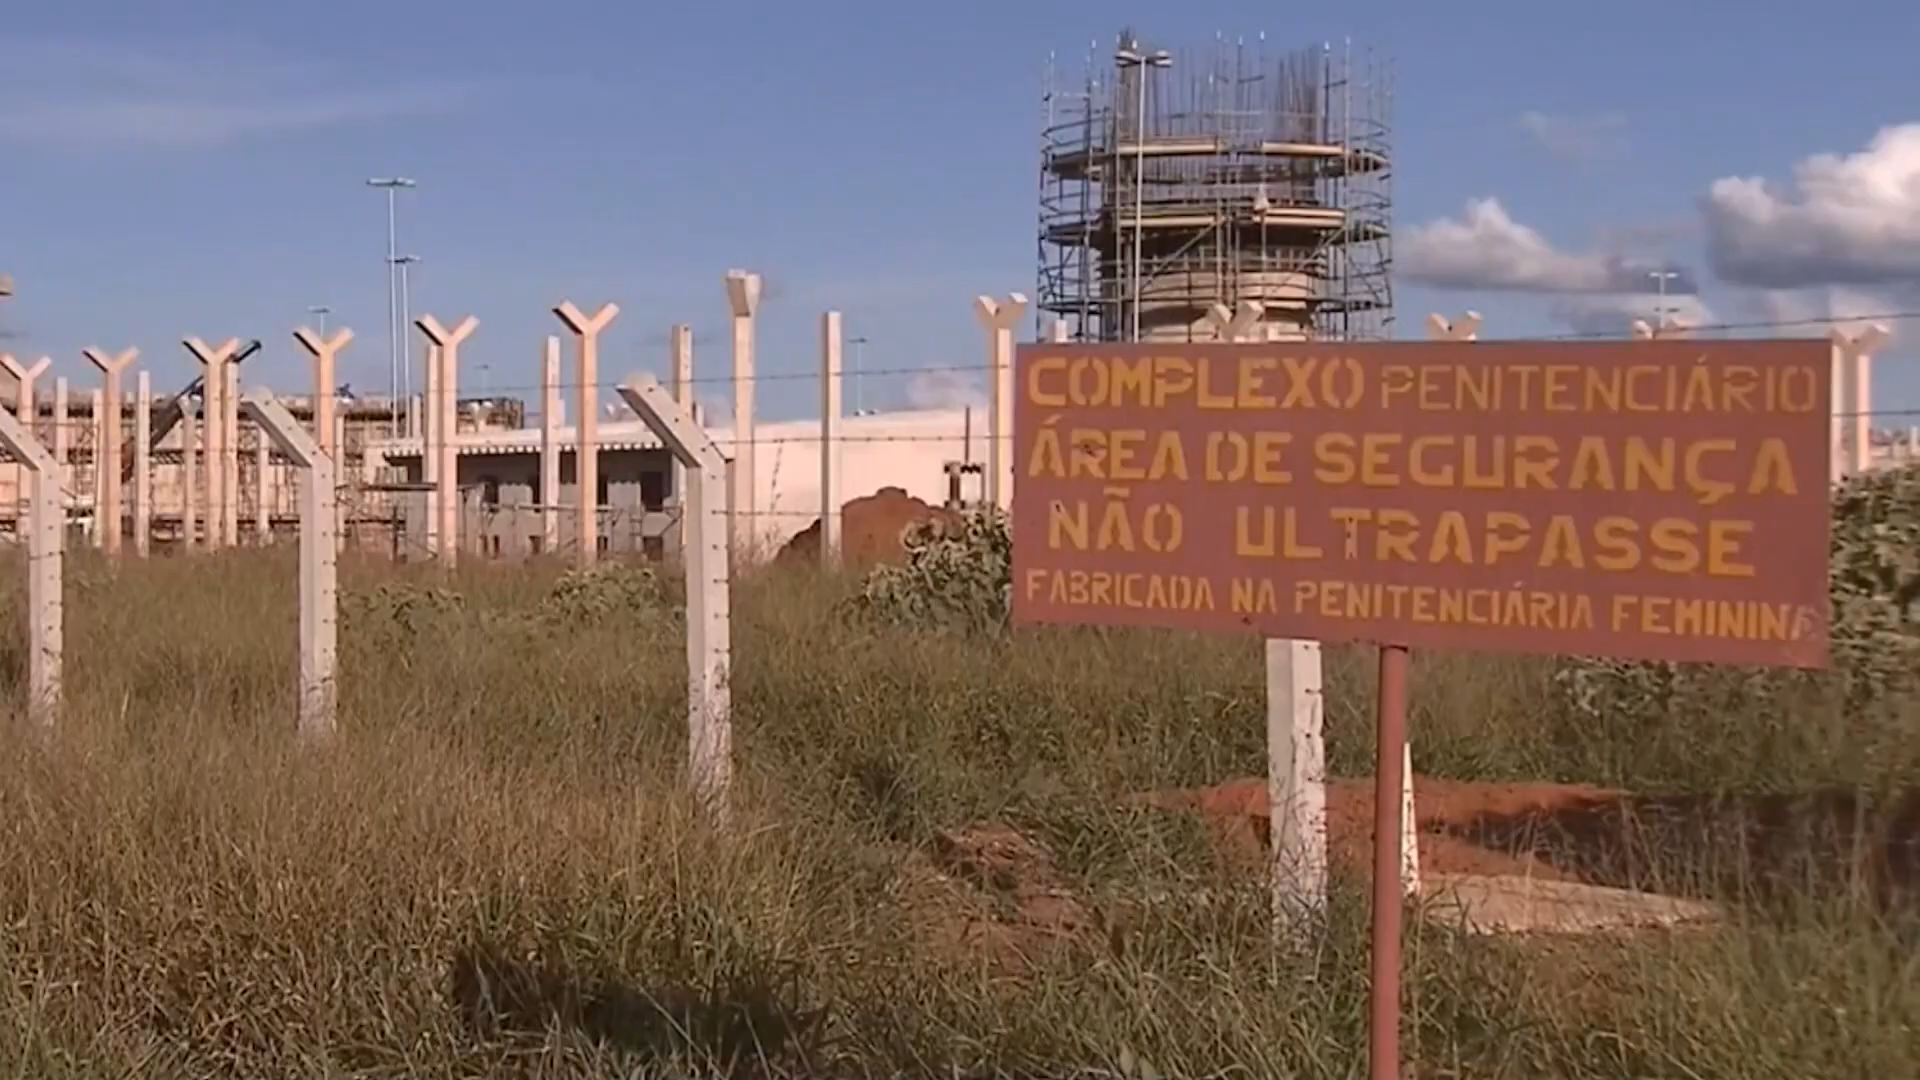 COMPLEXO PENITENCIÁRIO
ÁREA DE SEGURANÇA
NÃO ULTRAPASSE
FABRICADA NA PENITENCIÁRIA FEMININA